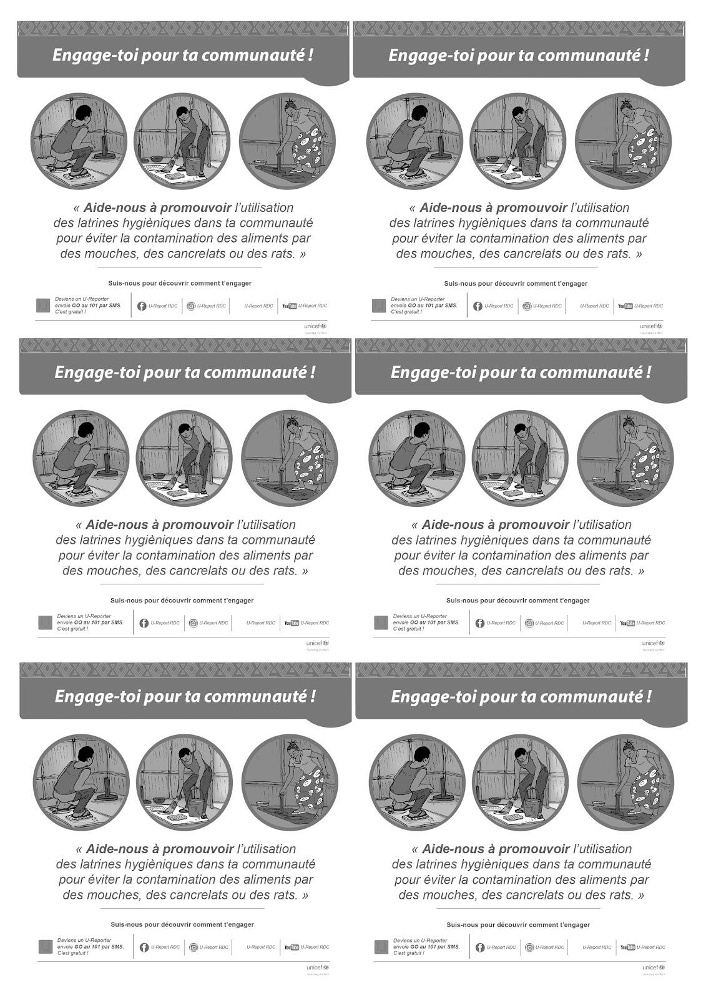 Engage-toi pour ta communauté !
« Aide-nous à promouvoir l'utilisation
des latrines hygièniques dans ta communauté
pour éviter la contamination des aliments par
des mouches, des cancrelats ou des rats. »
Suis-nous pour découvrir comment t'engager
Deviens un U-Reporter
envoie GO au 101 par SMS.
C'est gratuit !
U-Report RDC
U-Report RDC
U-Report RDC
YouTube U-Report RDC
unicef
Engage-toi pour ta communauté !
« Aide-nous à promouvoir l'utilisation
des latrines hygièniques dans ta communauté
pour éviter la contamination des aliments par
des mouches, des cancrelats ou des rats. »
Suis-nous pour découvrir comment t'engager
Deviens un U-Reporter
envoie GO au 101 par SMS.
C'est gratuit !
U-Report RDC
U-Report RDC
U-Report RDC
YouTube U-Report RDC
unicef
Engage-toi pour ta communauté !
« Aide-nous à promouvoir l'utilisation
des latrines hygièniques dans ta communauté
pour éviter la contamination des aliments par
des mouches, des cancrelats ou des rats. »
Suis-nous pour découvrir comment t'engager
Deviens un U-Reporter
envoie GO au 101 par SMS.
C'est gratuit !
U-Report RDC
U-Report RDC
U-Report RDC
YouTube U-Report RDC
unicef
Engage-toi pour ta communauté !
« Aide-nous à promouvoir l'utilisation
des latrines hygièniques dans ta communauté
pour éviter la contamination des aliments par
des mouches, des cancrelats ou des rats. »
Suis-nous pour découvrir comment t'engager
Deviens un U-Reporter
envoie GO au 101 par SMS.
C'est gratuit !
U-Report RDC
U-Report RDC
U-Report RDC
YouTube U-Report RDC
unicef
Engage-toi pour ta communauté !
« Aide-nous à promouvoir l'utilisation
des latrines hygièniques dans ta communauté
pour éviter la contamination des aliments par
des mouches, des cancrelats ou des rats. »
Suis-nous pour découvrir comment t'engager
Deviens un U-Reporter
envoie GO au 101 par SMS.
C'est gratuit !
U-Report RDC
U-Report RDC
U-Report RDC
YouTube U-Report RDC
unicef
Engage-toi pour ta communauté !
« Aide-nous à promouvoir l'utilisation
des latrines hygièniques dans ta communauté
pour éviter la contamination des aliments par
des mouches, des cancrelats ou des rats. »
Suis-nous pour découvrir comment t'engager
Deviens un U-Reporter
envoie GO au 101 par SMS.
C'est gratuit !
U-Report RDC
U-Report RDC
U-Report RDC
YouTube U-Report RDC
unicef